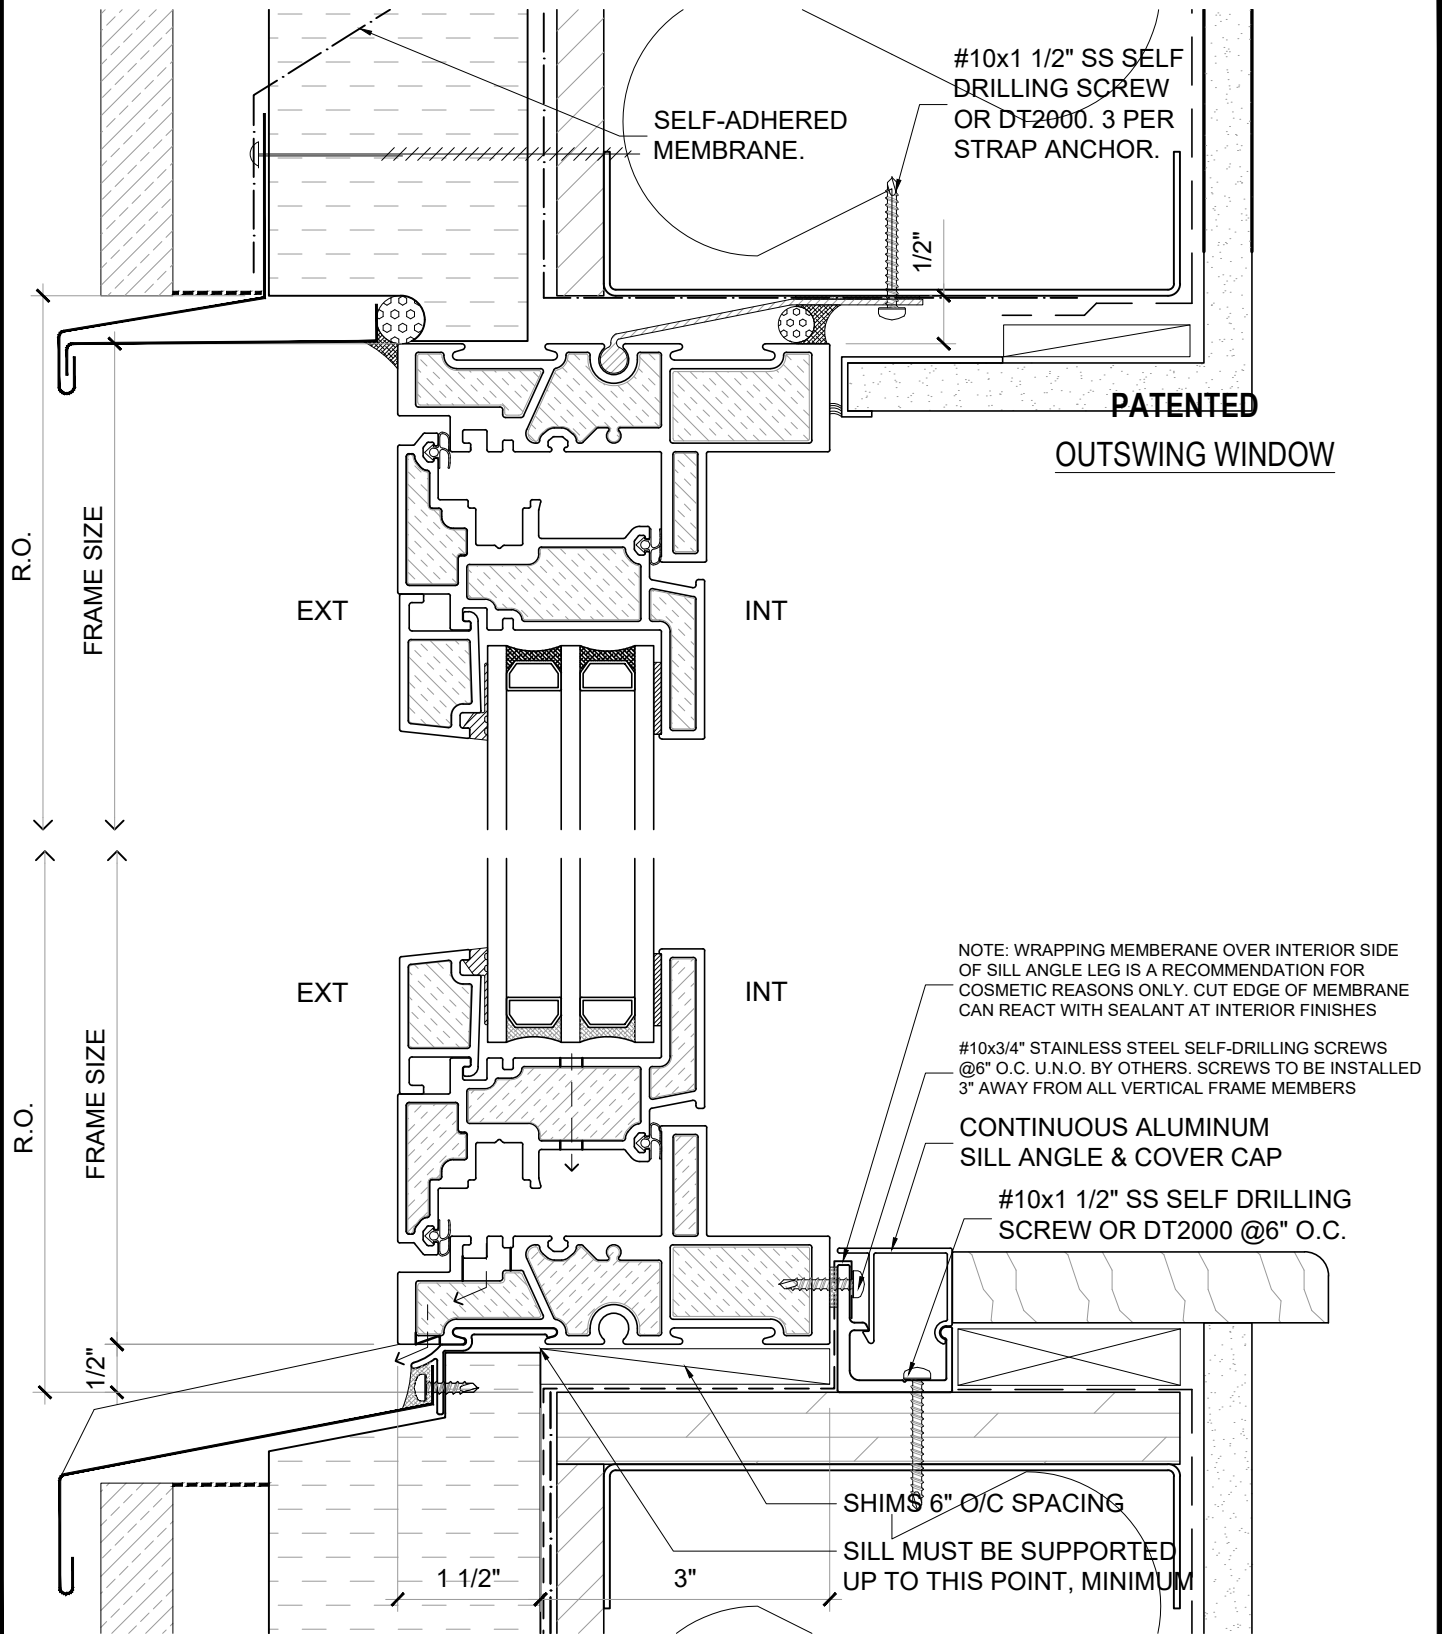 #10x1 1/2" SS SELF
DRILLING SCREW
OR DT2000. 3 PER
STRAP ANCHOR.
SELF-ADHERED
MEMBRANE.
1/2"
PATENTED
OUTSWING WINDOW
R.O.
FRAME SIZE
EXT
INT
NOTE: WRAPPING MEMBERANE OVER INTERIOR SIDE
OF SILL ANGLE LEG IS A RECOMMENDATION FOR
COSMETIC REASONS ONLY. CUT EDGE OF MEMBRANE
CAN REACT WITH SEALANT AT INTERIOR FINISHES
EXT
INT
#10x3/4" STAINLESS STEEL SELF-DRILLING SCREWS
@6" O.C. U.N.O. BY OTHERS. SCREWS TO BE INSTALLED
3" AWAY FROM ALL VERTICAL FRAME MEMBERS
R.O.
FRAME SIZE
CONTINUOUS ALUMINUM
SILL ANGLE & COVER CAP
#10x1 1/2" SS SELF DRILLING
SCREW OR DT2000 @6" O.C.
1/2"
SHIMS 6" O/C SPACING
SILL MUST BE SUPPORTED
UP TO THIS POINT, MINIMUM
1 1/2"
3"